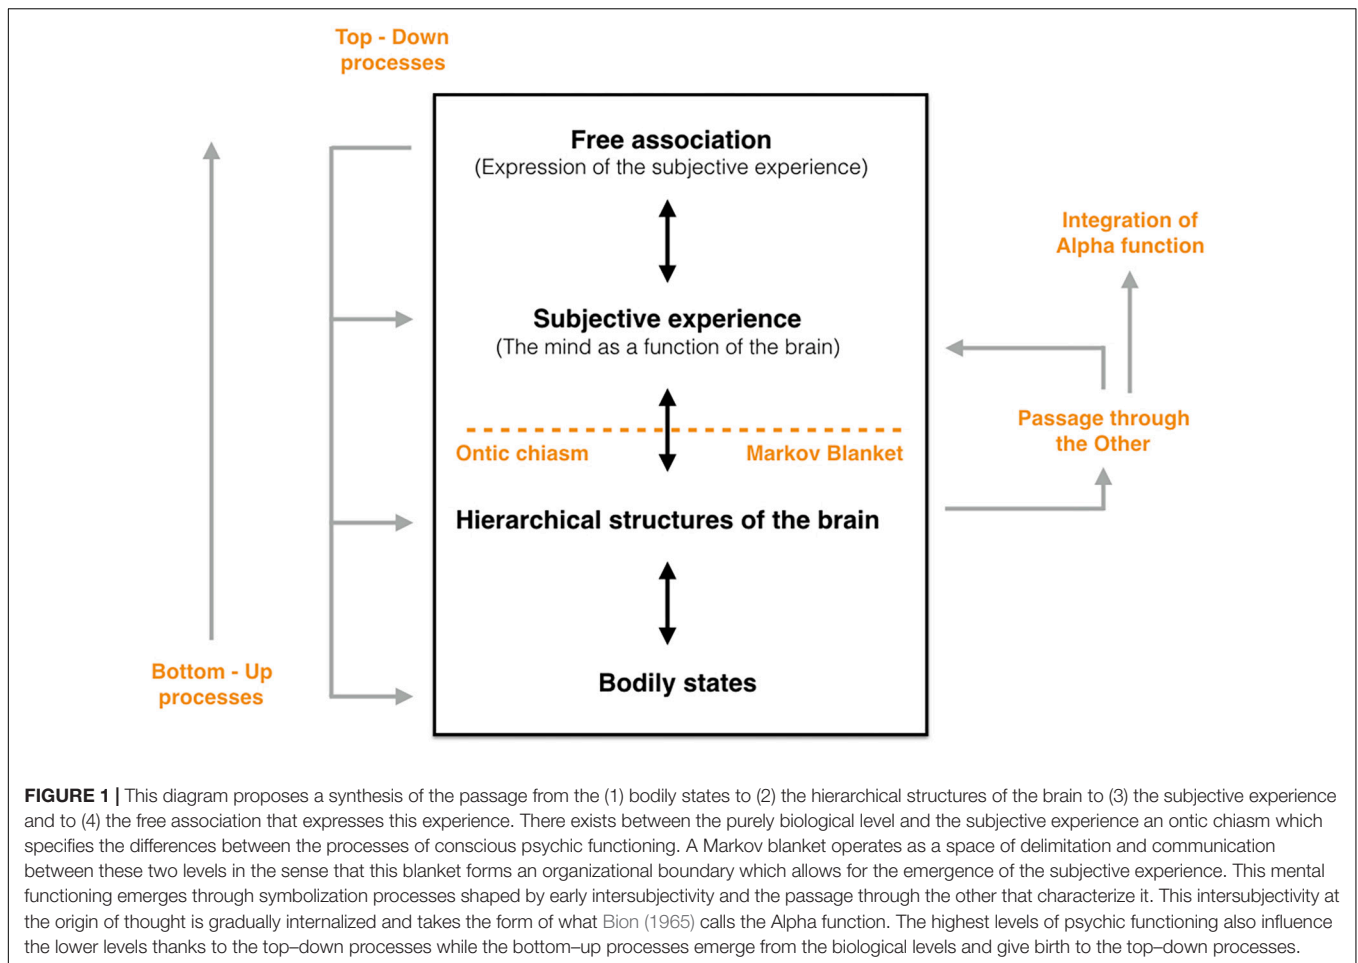 Top - Down
processes
Free association
(Expression of the subjective experience)
Integration of
Alpha function
Subjective experience
(The mind as a function of the brain)
Passage through
the Other
Ontic chiasm
Markov Blanket
Hierarchical structures of the brain
Bottom - Up
processes
Bodily states
FIGURE 1 | This diagram proposes a synthesis of the passage from the (1) bodily states to (2) the hierarchical structures of the brain to (3) the subjective experience
and to (4) the free association that expresses this experience. There exists between the purely biological level and the subjective experience an ontic chiasm which
specifies the differences between the processes of conscious psychic functioning. A Markov blanket operates as a space of delimitation and communication
between these two levels in the sense that this blanket forms an organizational boundary which allows for the emergence of the subjective experience. This mental
functioning emerges through symbolization processes shaped by early intersubjectivity and the passage through the other that characterize it. This intersubjectivity at
the origin of thought is gradually internalized and takes the form of what Bion (1965) calls the Alpha function. The highest levels of psychic functioning also influence
the lower levels thanks to the top–down processes while the bottom–up processes emerge from the biological levels and give birth to the top–down processes.